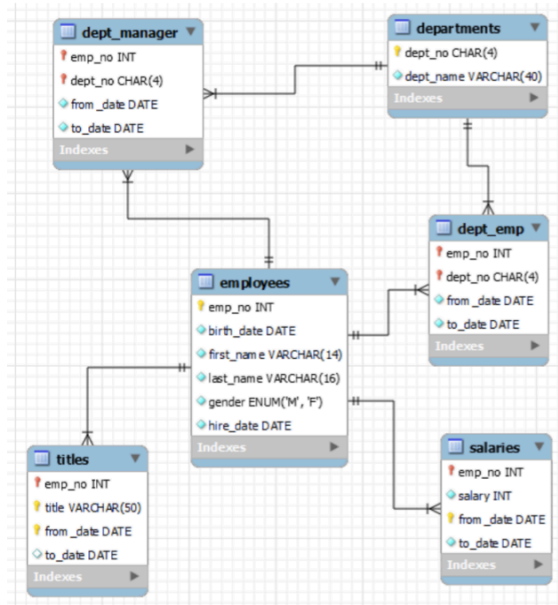 dept_manager
emp_no INT
dept_no CHAR(4)
from_date DATE
to_date DATE
Indexes
departments
dept_no CHAR(4)
dept_name VARCHAR(40)
Indexes
dept_emp
emp_no INT
dept_no CHAR(4)
from_date DATE
to_date DATE
Indexes
employees
emp_no INT
birth_date DATE
first_name VARCHAR(14)
last_name VARCHAR(16)
gender ENUM('M', 'F')
hire_date DATE
Indexes
titles
emp_no INT
title VARCHAR(50)
from_date DATE
to_date DATE
Indexes
salaries
emp_no INT
salary INT
from_date DATE
to_date DATE
Indexes